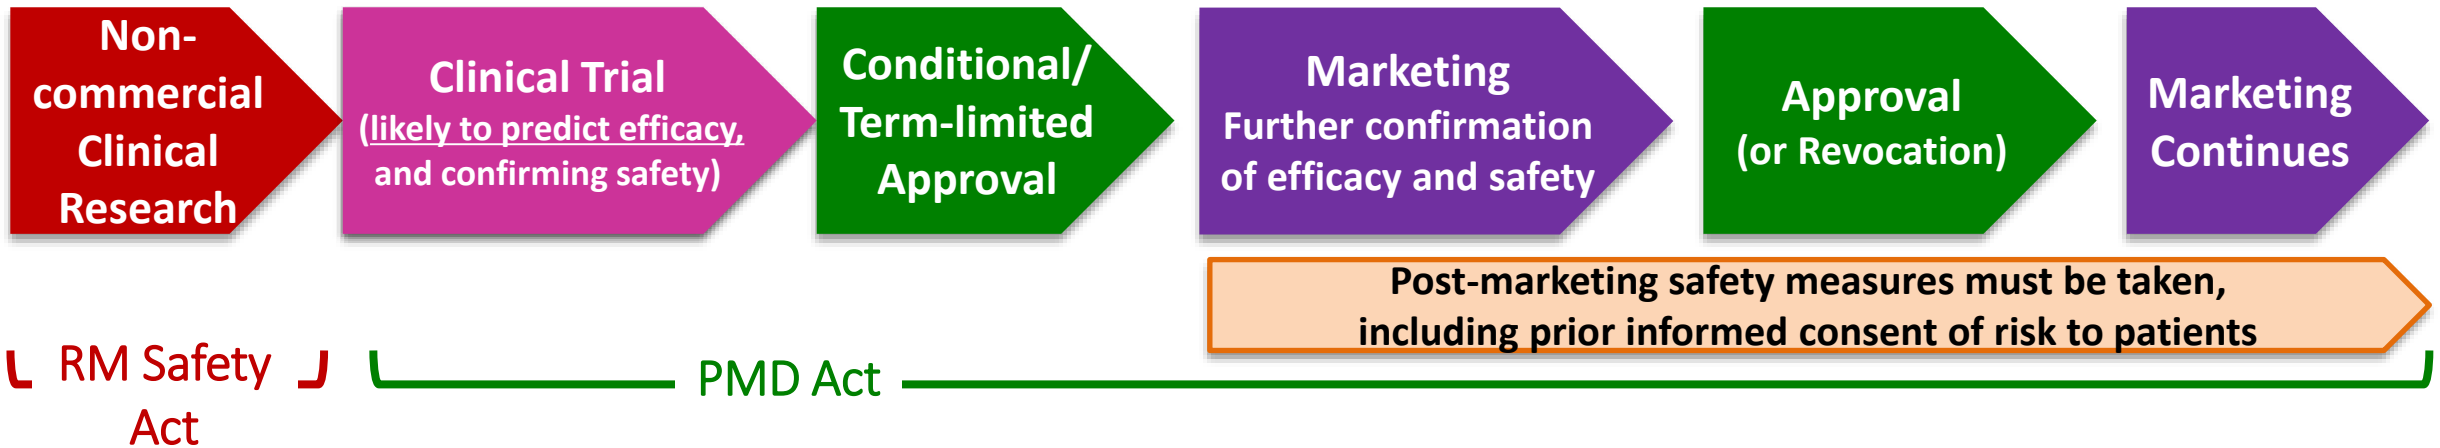 Non-
commercial
Clinical
Research
Clinical Trial
(likely to predict efficacy,
and confirming safety)
Conditional/
Term-limited
Approval
Marketing
Further confirmation
of efficacy and safety
Approval
(or Revocation)
Marketing
Continues
Post-marketing safety measures must be taken,
including prior informed consent of risk to patients
RM Safety
Act
PMD Act